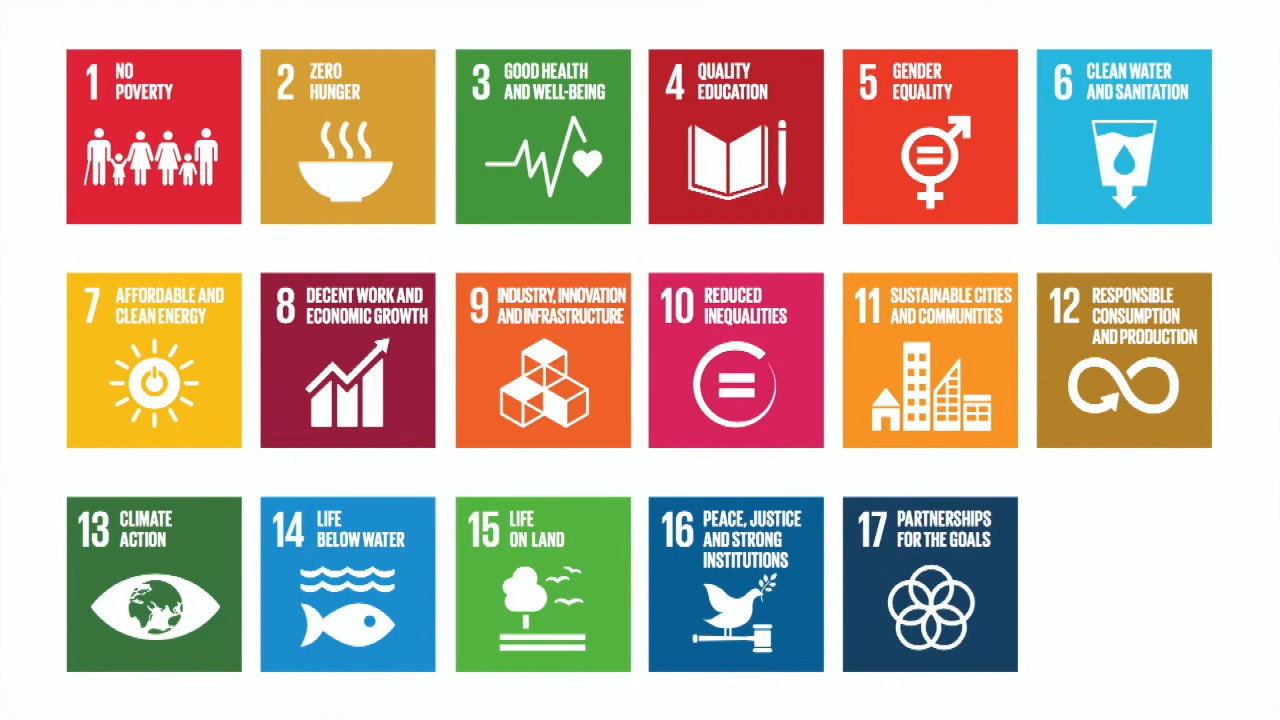 1 NO
POVERTY
2 ZERO
HUNGER
3 GOOD HEALTH
AND WELL-BEING
4 QUALITY
EDUCATION
5 GENDER
EQUALITY
6 CLEAN WATER
AND SANITATION
7 AFFORDABLE AND
CLEAN ENERGY
8 DECENT WORK AND
ECONOMIC GROWTH
9 INDUSTRY, INNOVATION
AND INFRASTRUCTURE
10 REDUCED
INEQUALITIES
11 SUSTAINABLE CITIES
AND COMMUNITIES
12 RESPONSIBLE
CONSUMPTION
AND PRODUCTION
13 CLIMATE
ACTION
14 LIFE
BELOW WATER
15 LIFE
ON LAND
16 PEACE, JUSTICE
AND STRONG
INSTITUTIONS
17 PARTNERSHIPS
FOR THE GOALS